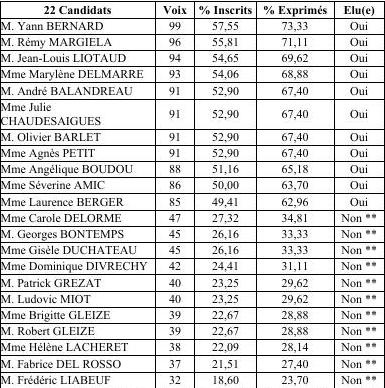 22 Candidats Voix % Inscrits % Exprimés Elu(e)
M. Yann BERNARD 99 57,55 73,33 Oui
M. Rémy MARGIELA 96 55,81 71,11 Oui
M. Jean-Louis LIOTAUD 94 54,65 69,62 Oui
Mme Marylène DELMARRE 93 54,06 68,88 Oui
M. André BALANDREAU 91 52,90 67,40 Oui
Mme Julie
CHAUDESAIGUES 91 52,90 67,40 Oui
M. Olivier BARLET 91 52,90 67,40 Oui
Mme Agnès PETIT 91 52,90 67,40 Oui
Mme Angélique BOUDOU 88 51,16 65,18 Oui
Mme Séverine AMIC 86 50,00 63,70 Oui
Mme Laurence BERGER 85 49,41 62,96 Oui
Mme Carole DELORME 47 27,32 34,81 Non **
M. Georges BONTEMPS 45 26,16 33,33 Non **
Mme Gisèle DUCHATEAU 45 26,16 33,33 Non **
Mme Dominique DIVRECHY 42 24,41 31,11 Non **
M. Patrick GREZAT 40 23,25 29,62 Non **
M. Ludovic MIOT 40 23,25 29,62 Non **
Mme Brigitte GLEIZE 39 22,67 28,88 Non **
M. Robert GLEIZE 39 22,67 28,88 Non **
Mme Hélène LACHERET 38 22,09 28,14 Non **
M. Fabrice DEL ROSSO 37 21,51 27,40 Non **
M. Frédéric LIABEUF 32 18,60 23,70 Non **